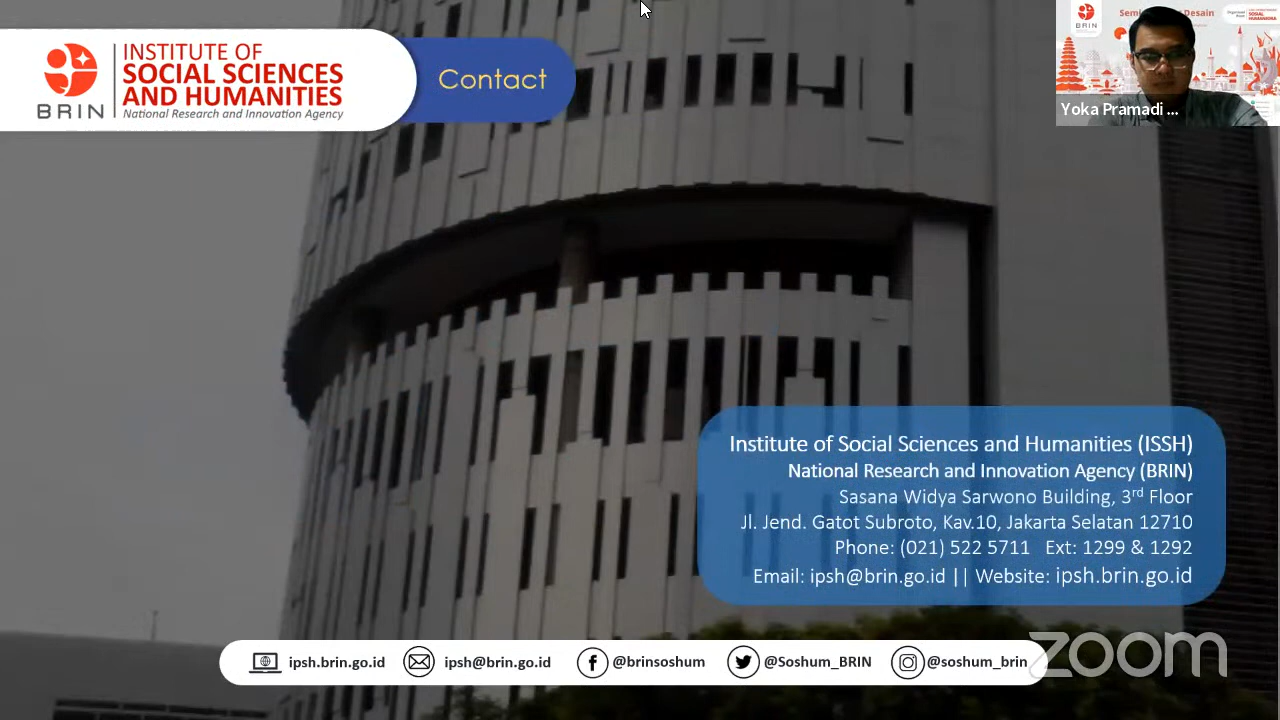 INSTITUTE OF
SOCIAL SCIENCES
AND HUMANITIES
BRIN
National Research and Innovation Agency
Contact
BRIN
Yoka Pramadi ...
Institute of Social Sciences and Humanities (ISSH)
National Research and Innovation Agency (BRIN)
Sasana Widya Sarwono Building, 3rd Floor
Jl. Jend. Gatot Subroto, Kav.10, Jakarta Selatan 12710
Phone: (021) 522 5711 Ext: 1299 & 1292
Email: ipsh@brin.go.id || Website: ipsh.brin.go.id
ipsh.brin.go.id
ipsh@brin.go.id
@brinsoshum
@Soshum_BRIN
@soshum_brin
zoom